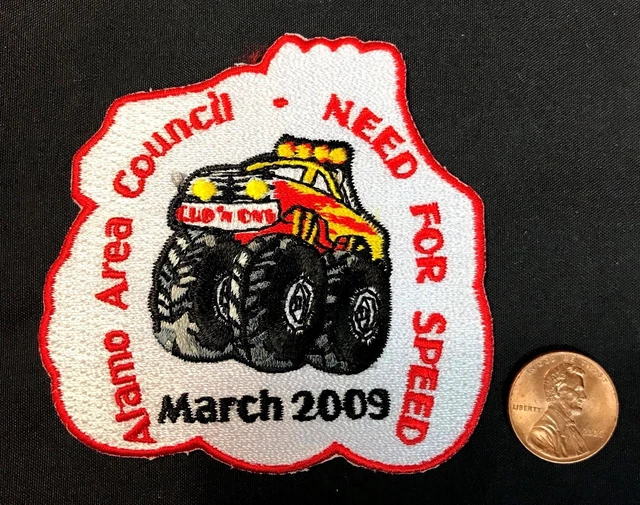 Alamo Area Council - NEED FOR SPEED
March 2009
LIBERTY